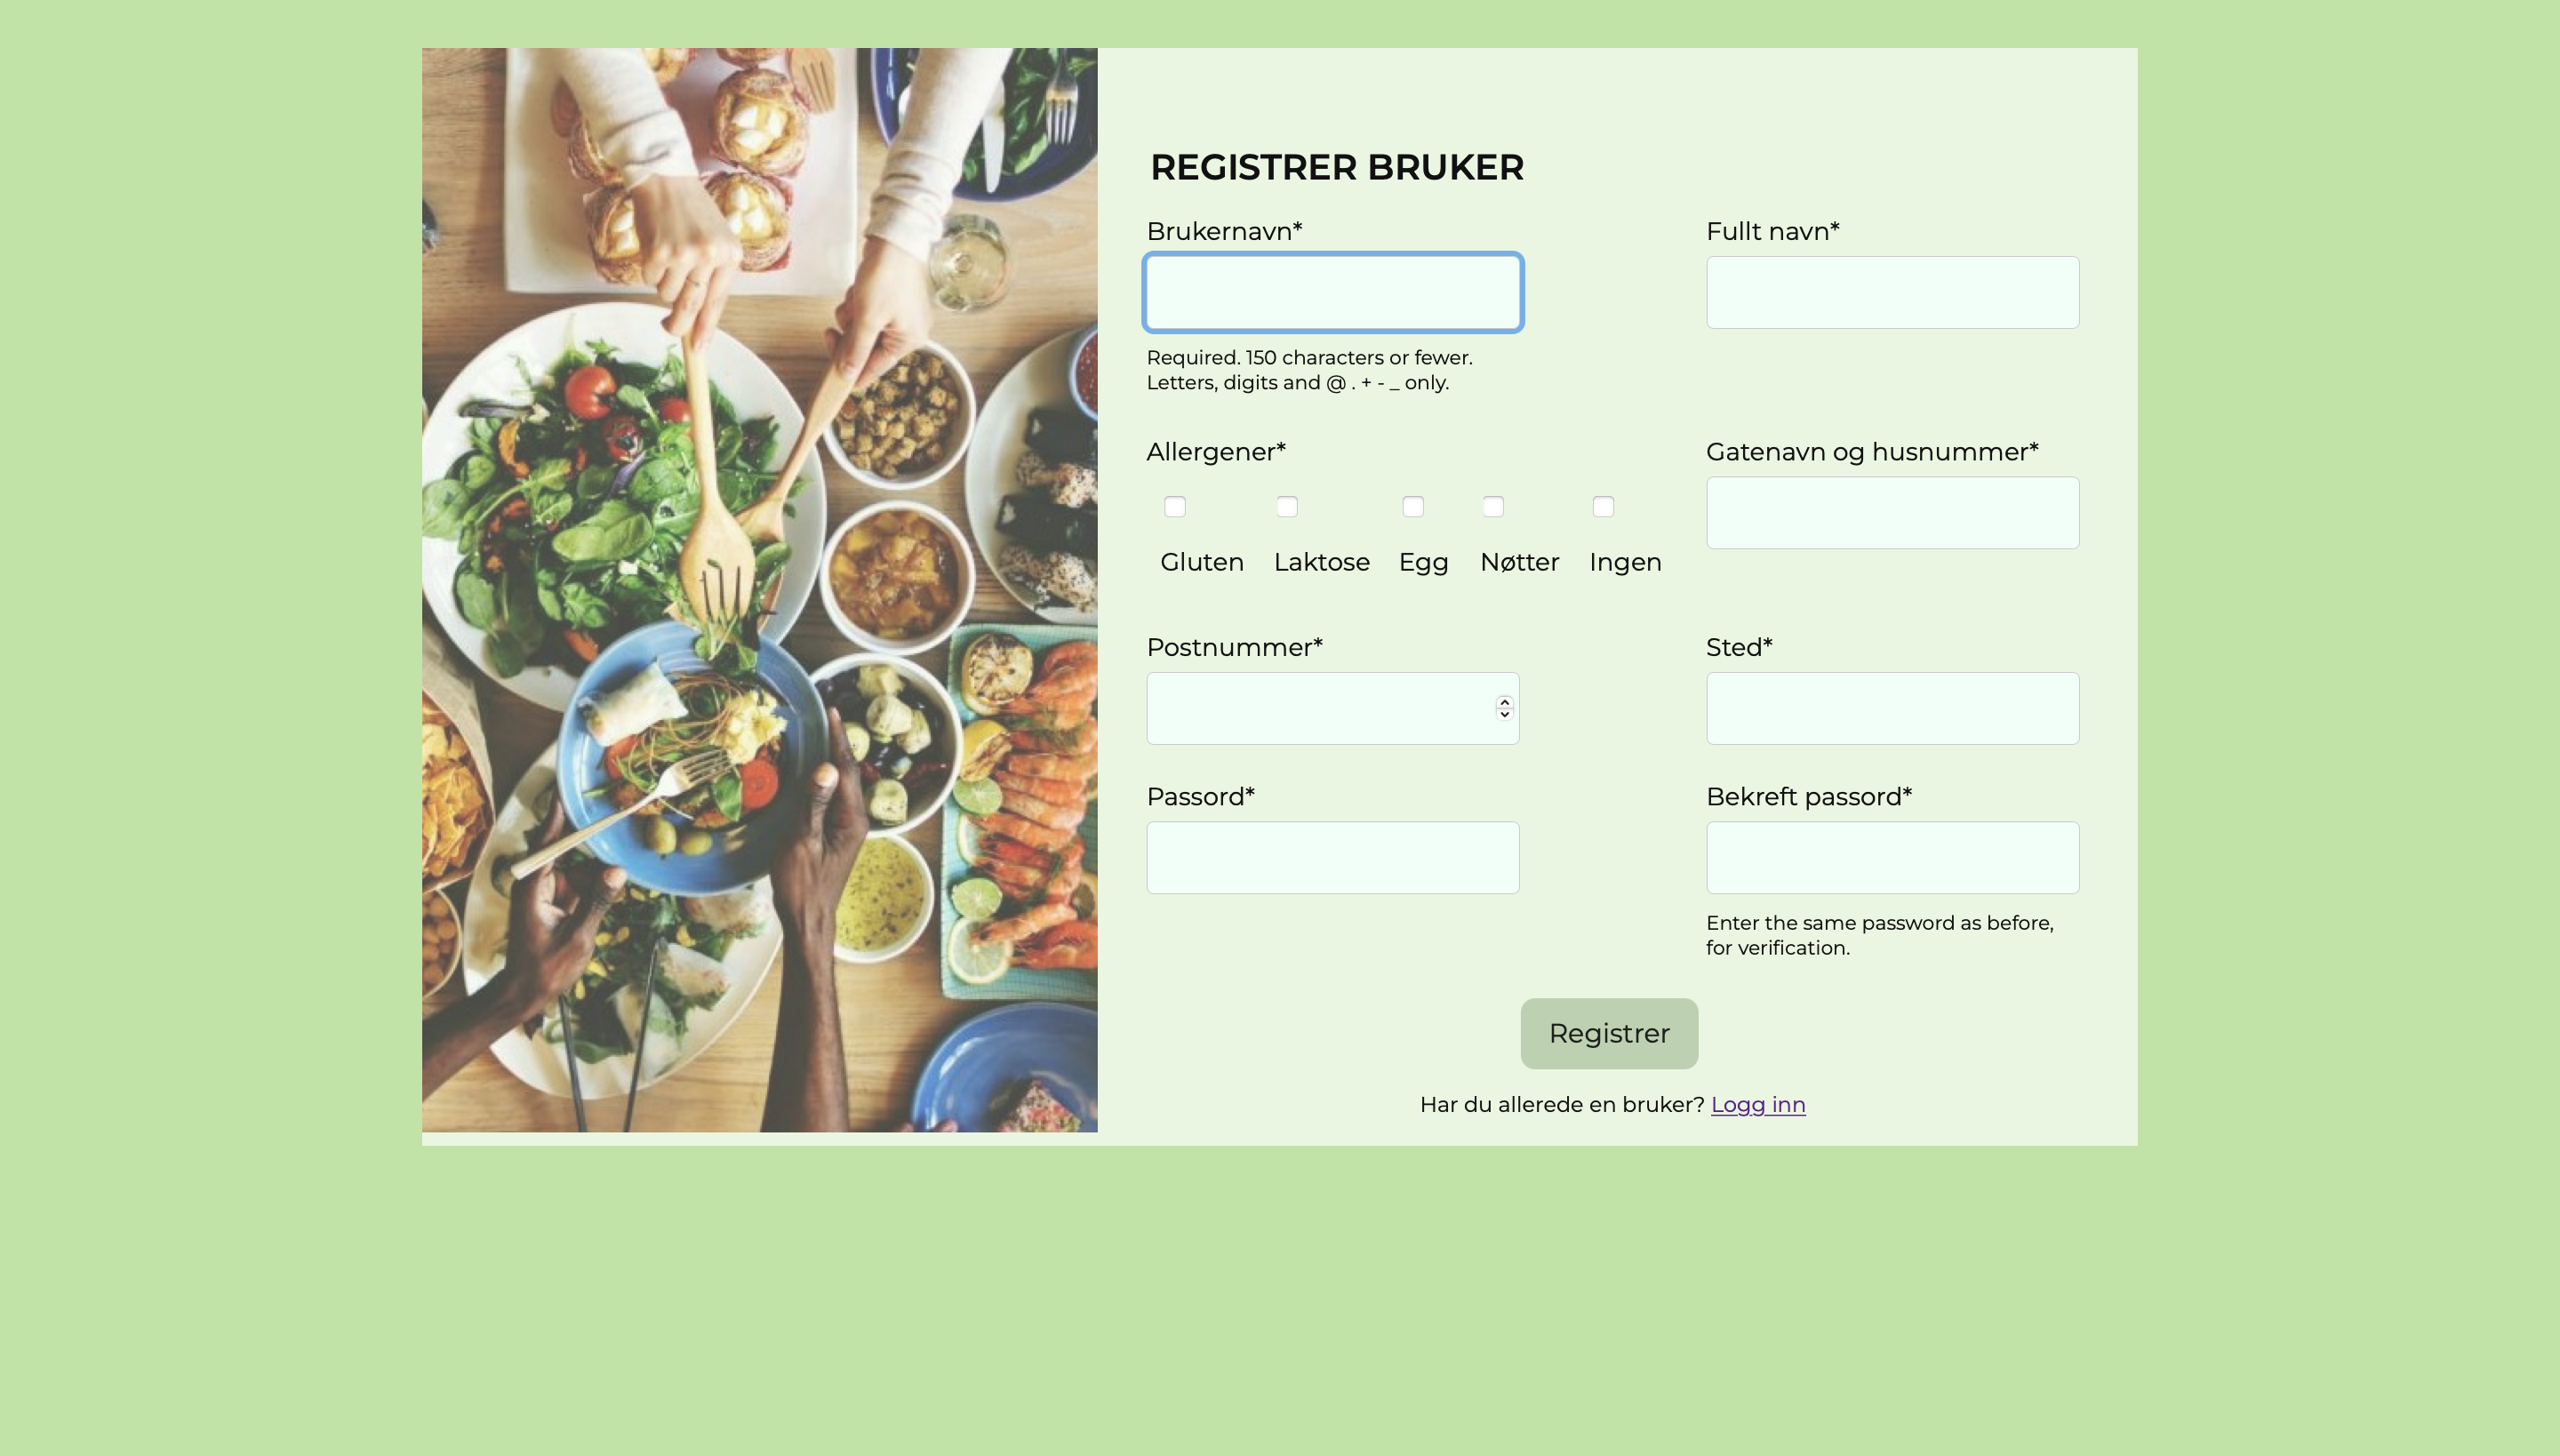 REGISTRER BRUKER
Brukernavn*
Fullt navn*
Required. 150 characters or fewer.
Letters, digits and @ . + - _ only.
Allergener*
Gatenavn og husnummer*
Gluten Laktose Egg Nøtter Ingen
Postnummer*
Sted*
Passord*
Bekreft passord*
Enter the same password as before,
for verification.
Registrer
Har du allerede en bruker? Logg inn